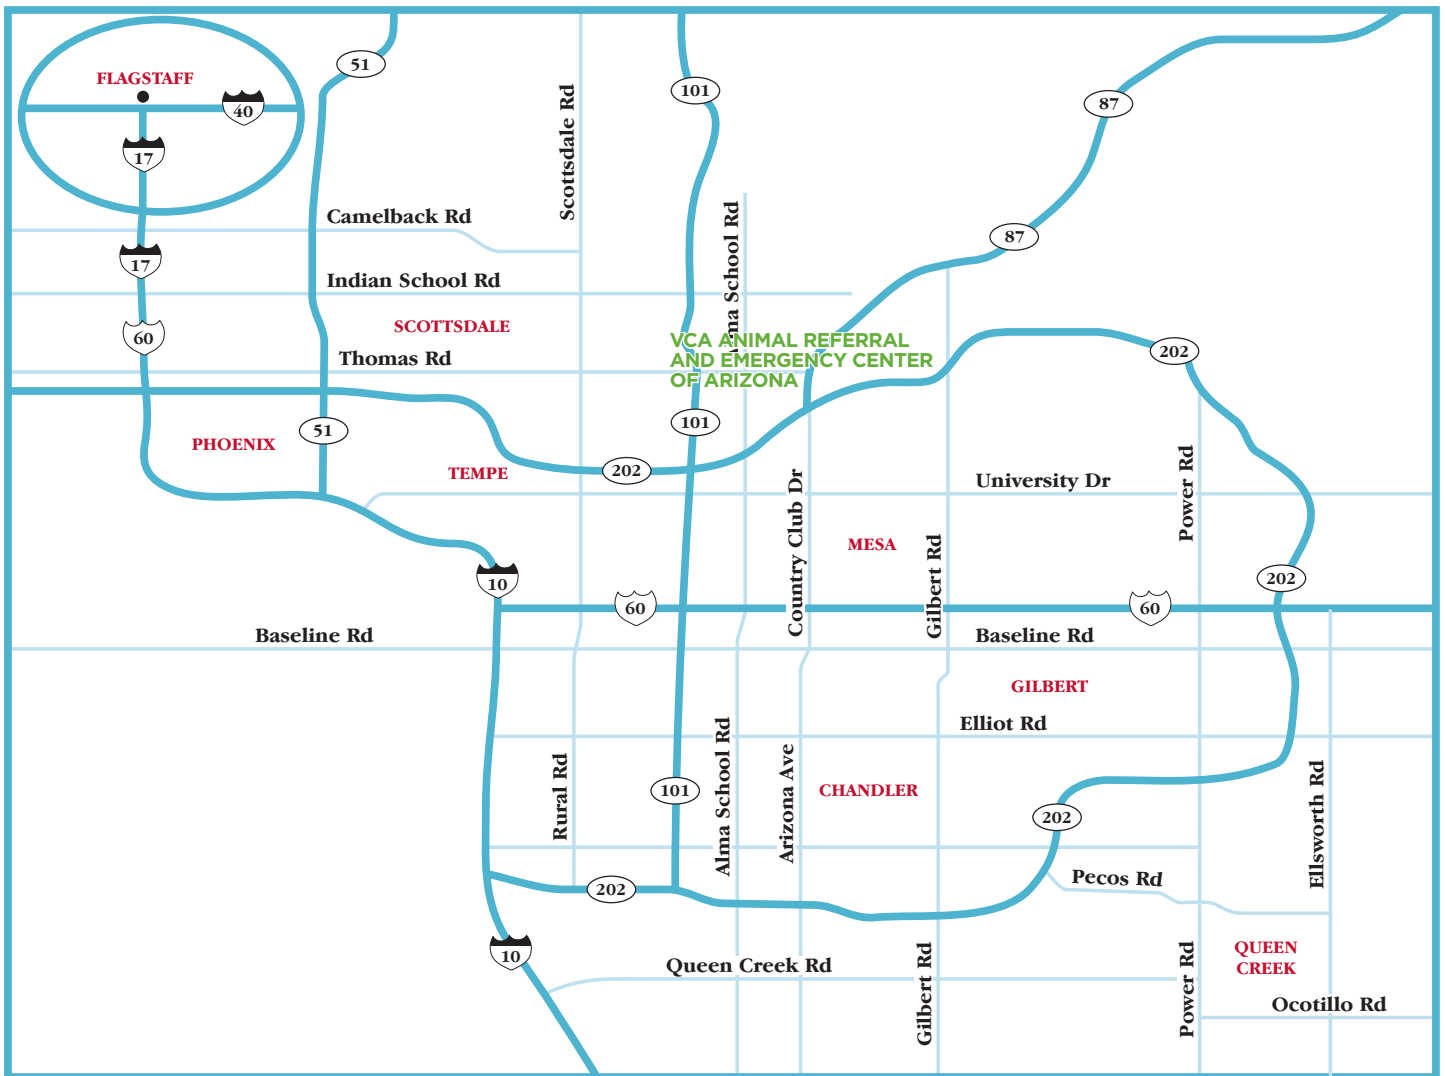 51
101
FLAGSTAFF
40
87
Scottsdale Rd
17
Camelback Rd
Alma School Rd
87
17
Indian School Rd
SCOTTSDALE
60
VCA ANIMAL REFERRAL
AND EMERGENCY CENTER
OF ARIZONA
Thomas Rd
202
101
51
PHOENIX
TEMPE
202
University Dr
Power Rd
Country Club Dr
MESA
Gilbert Rd
10
202
60
60
Baseline Rd
Baseline Rd
GILBERT
Elliot Rd
Rural Rd
101
Alma School Rd
Arizona Ave
CHANDLER
202
Ellsworth Rd
202
Pecos Rd
10
Queen Creek Rd
Gilbert Rd
Power Rd
QUEEN
CREEK
Ocotillo Rd